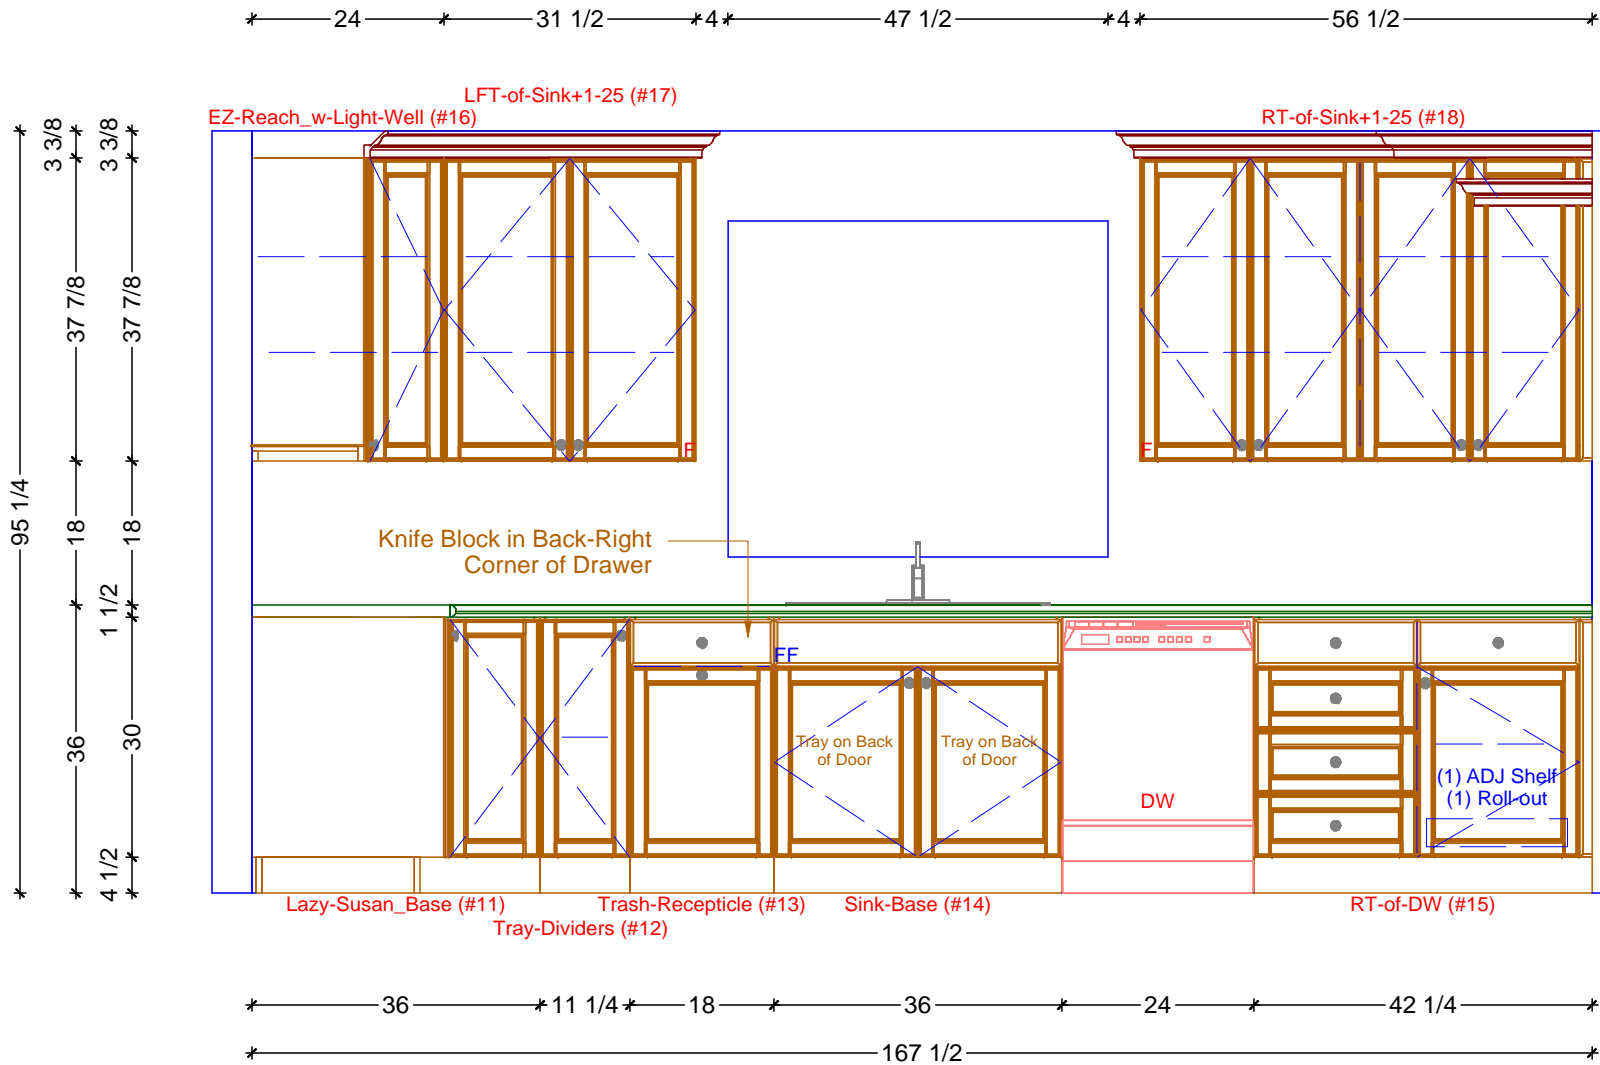 24 31 1/2 4 47 1/2 4 56 1/2
LFT-of-Sink+1-25 (#17)
EZ-Reach_w-Light-Well (#16) RT-of-Sink+1-25 (#18)
3 3/8 3 3/8
37 7/8 37 7/8
F F
95 1/4 18 18
Knife Block in Back-Right
Corner of Drawer
1 1/2
FF
36 30
Tray on Back Tray on Back
of Door of Door
(1) ADJ Shelf
(1) Roll-out
DW
4 1/2
Lazy-Susan_Base (#11) Trash-Recepticle (#13) Sink-Base (#14) RT-of-DW (#15)
Tray-Dividers (#12)
36 11 1/4 18 36 24 42 1/4
167 1/2